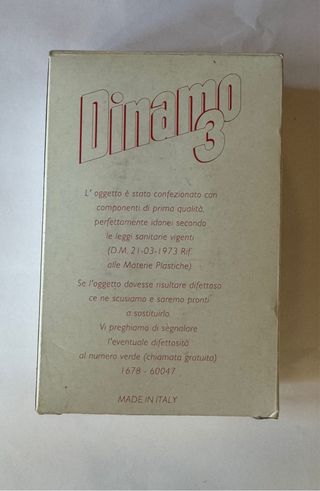 Dinamo
3
L' oggetto è stato confezionato con
componenti di prima qualità,
perfettamente idonei secondo
le leggi sanitarie vigenti
(D.M. 21-03-1973 Rif.
alle Materie Plastiche)
Se l'oggetto dovesse risultare difettoso
ce ne scusiamo e saremo pronti
a sostituirlo.
Vi preghiamo di segnalare
l'eventuale difettosità
al numero verde (chiamata gratuita)
1678 - 60047
MADE IN ITALY